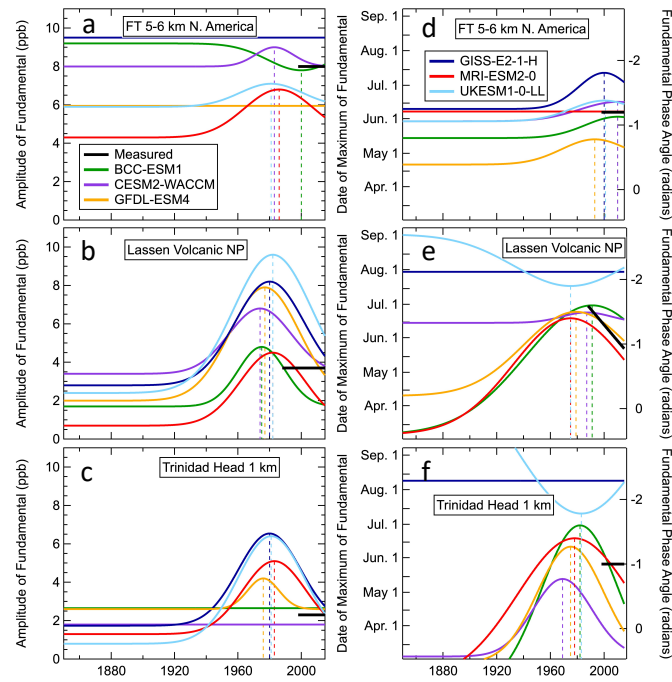 a
FT 5-6 km N. America
Amplitude of Fundamental (ppb)
10
8
6
4
2
0
Measured
BCC-ESM1
CESM2-WACCM
GFDL-ESM4
d
FT 5-6 km N. America
GISS-E2-1-H
MRI-ESM2-0
UKESM1-0-LL
Date of Maximum of Fundamental
Sep. 1
Aug. 1
Jul. 1
Jun. 1
May 1
Apr. 1
Fundamental Phase Angle (radians)
-2
-1
0
b
Lassen Volcanic NP
Amplitude of Fundamental (ppb)
10
8
6
4
2
0
e
Lassen Volcanic NP
Date of Maximum of Fundamental
Sep. 1
Aug. 1
Jul. 1
Jun. 1
May 1
Apr. 1
Fundamental Phase Angle (radians)
-2
-1
0
c
Trinidad Head 1 km
Amplitude of Fundamental (ppb)
10
8
6
4
2
0
1880 1920 1960 2000
f
Trinidad Head 1 km
Date of Maximum of Fundamental
Sep. 1
Aug. 1
Jul. 1
Jun. 1
May 1
Apr. 1
Fundamental Phase Angle (radians)
-2
-1
0
1880 1920 1960 2000